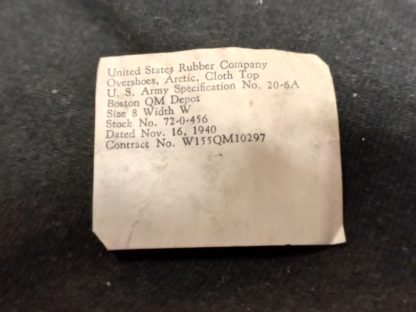 United States Rubber Company
Overshoes, Arctic, Cloth Top
U. S. Army Specification No. 20-6A
Boston QM Depot
Size 8 Width W
Stock No. 72-0-456
Dated Nov. 16, 1940
Contract No. W155QM10297